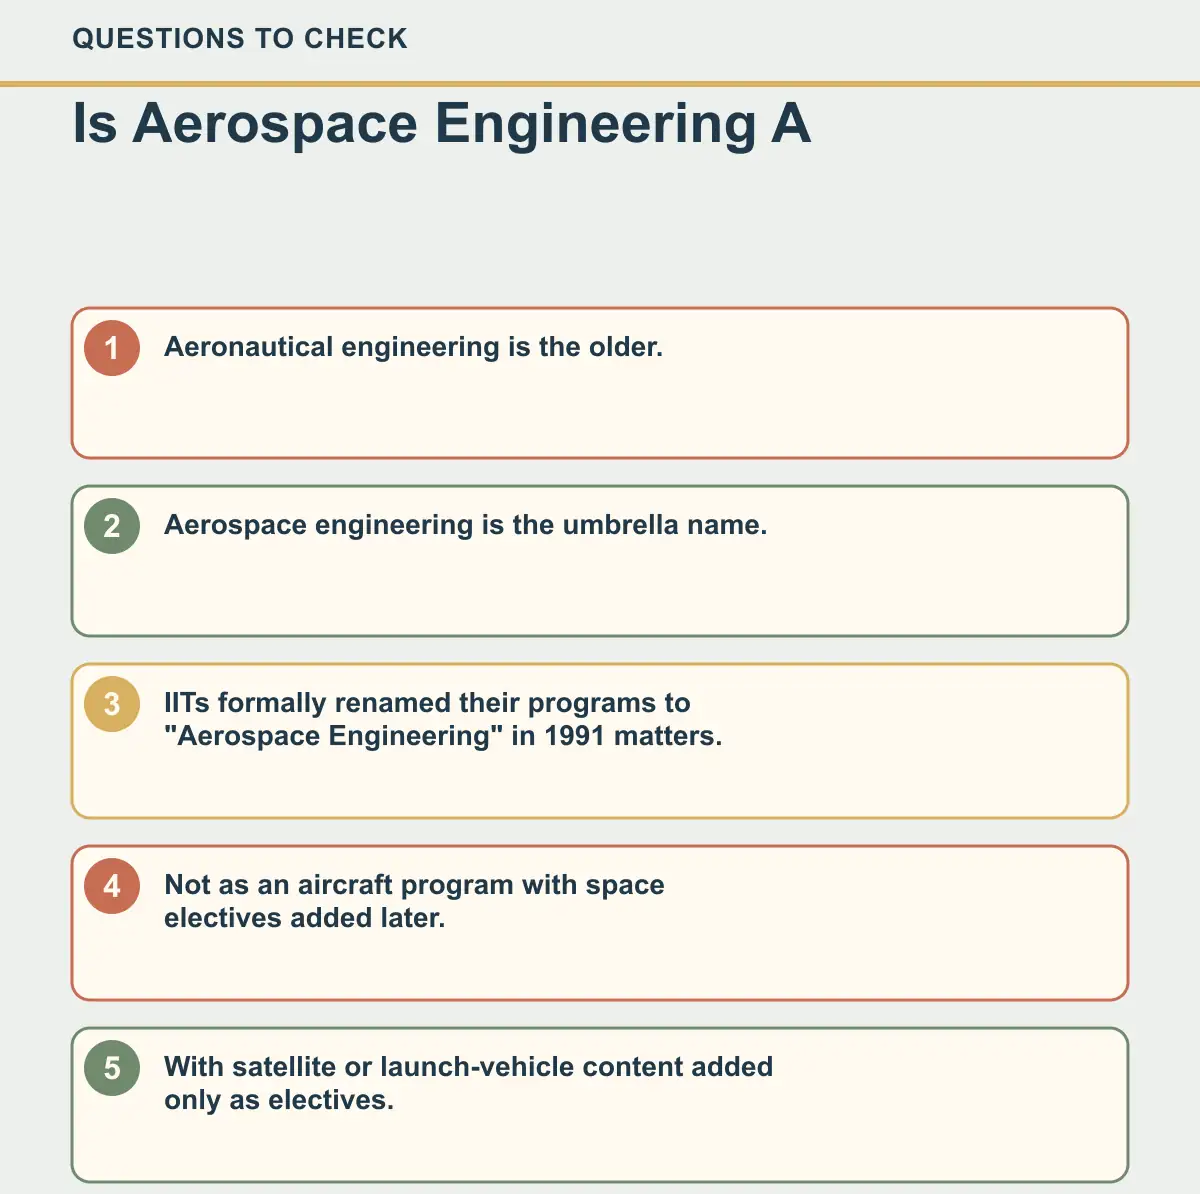 QUESTIONS TO CHECK
Is Aerospace Engineering A
1
Aeronautical engineering is the older.
2
Aerospace engineering is the umbrella name.
3
IITs formally renamed their programs to
"Aerospace Engineering" in 1991 matters.
4
Not as an aircraft program with space
electives added later.
5
With satellite or launch-vehicle content added
only as electives.